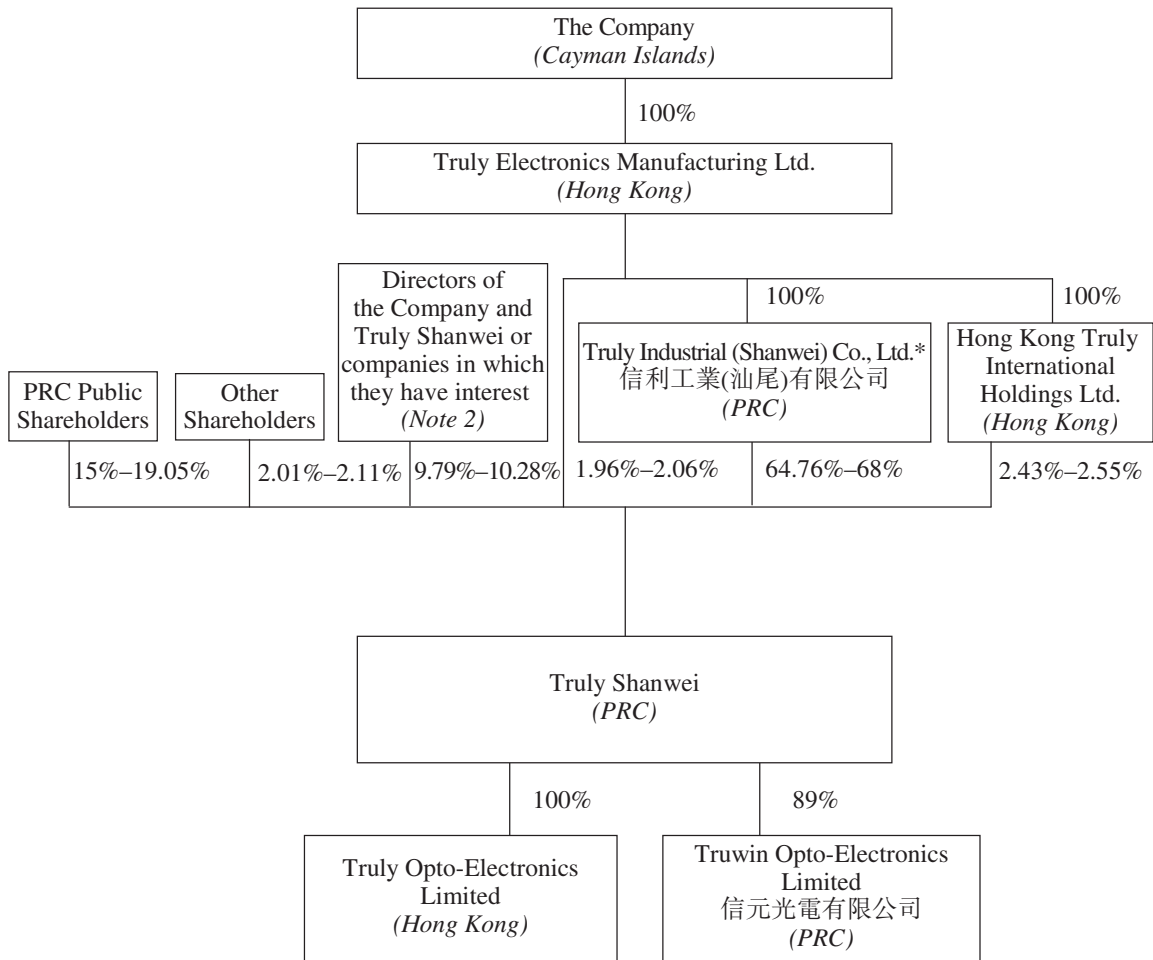 The Company
(Cayman Islands)
100%
Truly Electronics Manufacturing Ltd.
(Hong Kong)
Directors of
the Company and
Truly Shanwei or
companies in which
they have interest
(Note 2)
100%
100%
PRC Public
Shareholders
Other
Shareholders
Truly Industrial (Shanwei) Co., Ltd.*
信利工業(汕尾)有限公司
(PRC)
Hong Kong Truly
International
Holdings Ltd.
(Hong Kong)
15%–19.05%
2.01%–2.11%
9.79%–10.28%
1.96%–2.06%
64.76%–68%
2.43%–2.55%
Truly Shanwei
(PRC)
100%
89%
Truly Opto-Electronics
Limited
(Hong Kong)
Truwin Opto-Electronics
Limited
信元光電有限公司
(PRC)